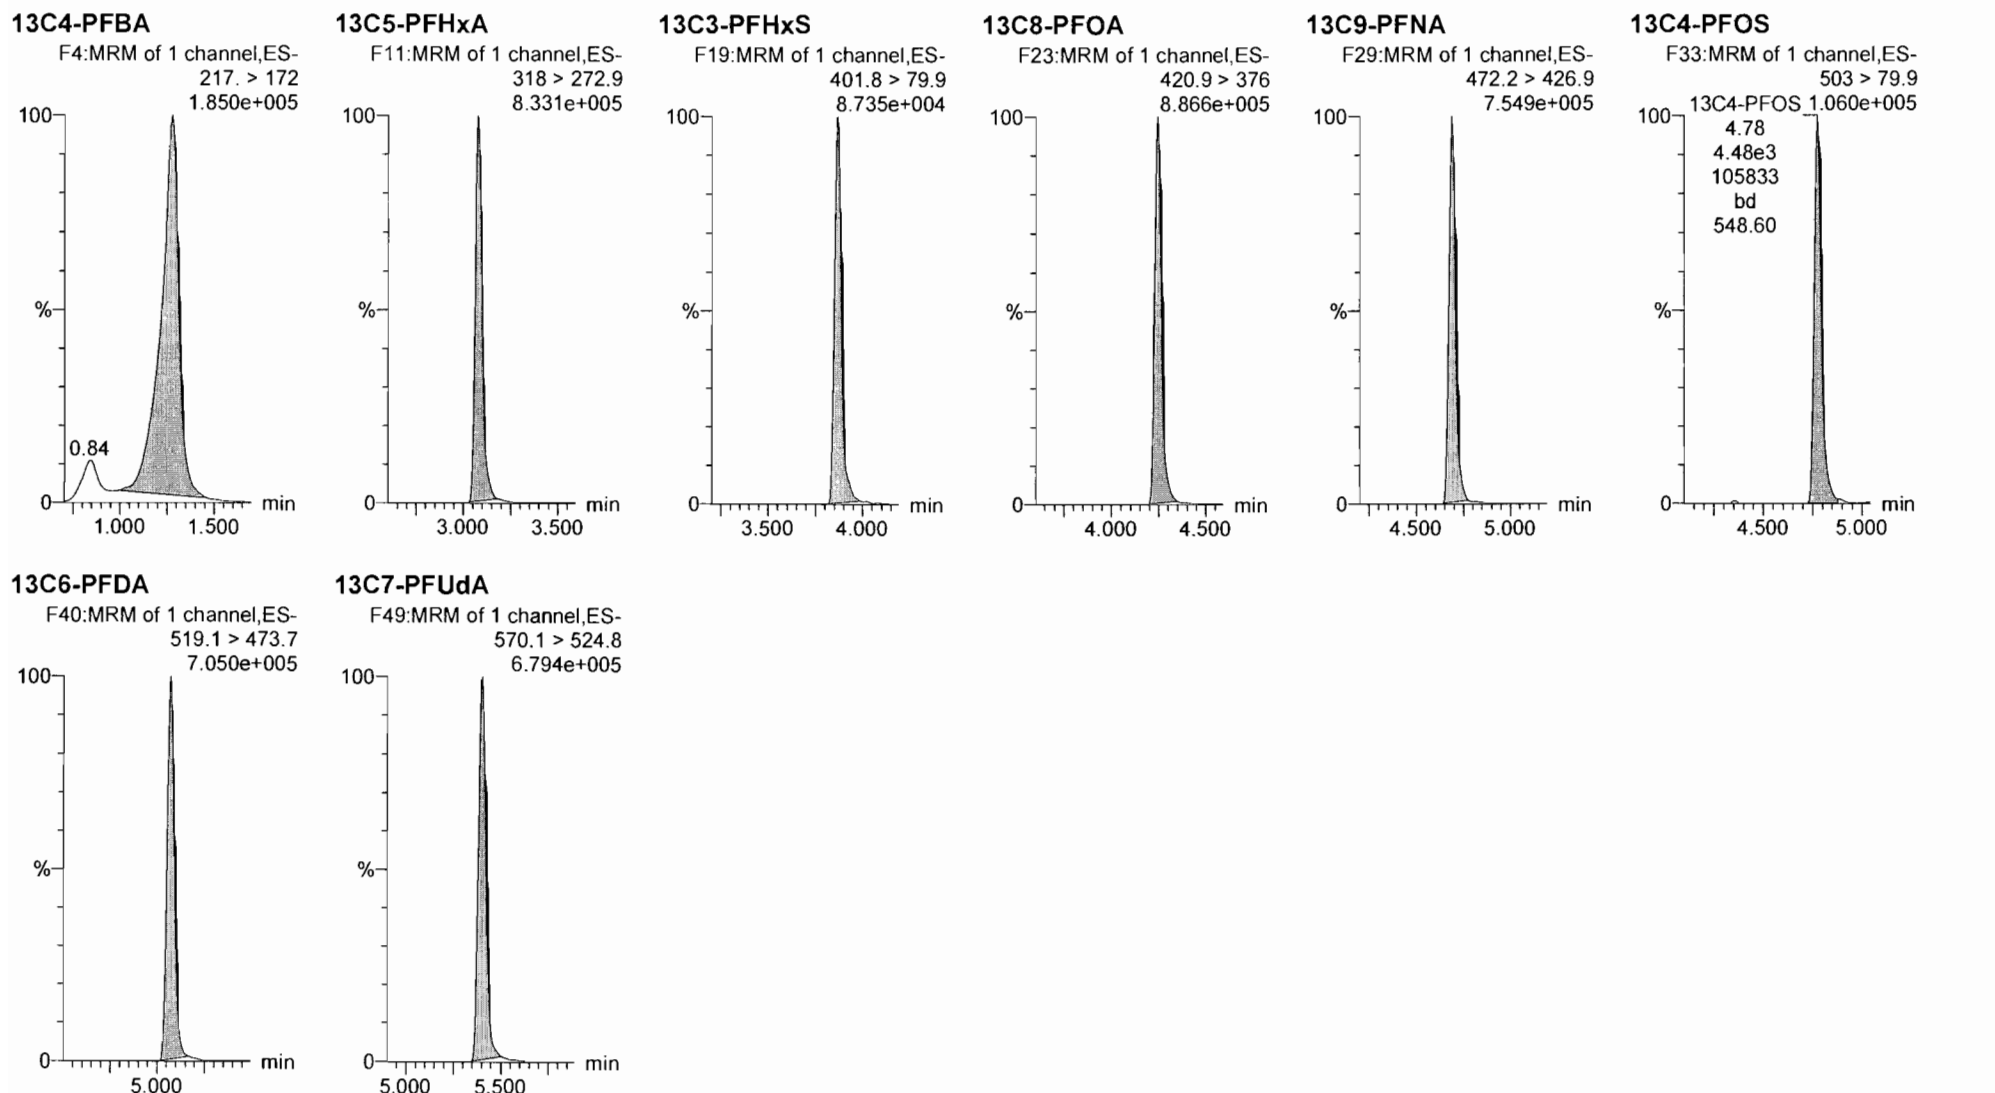 13C4-PFBA
F4:MRM of 1 channel,ES-
217. > 172
1.850e+005
100
%
0.84
0
min
1.000 1.500
13C5-PFHxA
F11:MRM of 1 channel,ES-
318 > 272.9
8.331e+005
100
%
0
min
3.000 3.500
13C3-PFHxS
F19:MRM of 1 channel,ES-
401.8 > 79.9
8.735e+004
100
%
0
min
3.500 4.000
13C8-PFOA
F23:MRM of 1 channel,ES-
420.9 > 376
8.866e+005
100
%
0
min
4.000 4.500
13C9-PFNA
F29:MRM of 1 channel,ES-
472.2 > 426.9
7.549e+005
100
%
0
min
4.500 5.000
13C4-PFOS
F33:MRM of 1 channel,ES-
503 > 79.9
13C4-PFOS 1.060e+005
100
4.78
4.48e3
105833
bd
548.60
%
0
min
4.500 5.000
13C6-PFDA
F40:MRM of 1 channel,ES-
519.1 > 473.7
7.050e+005
100
%
0
min
5.000
13C7-PFUdA
F49:MRM of 1 channel,ES-
570.1 > 524.8
6.794e+005
100
%
0
min
5.000 5.500